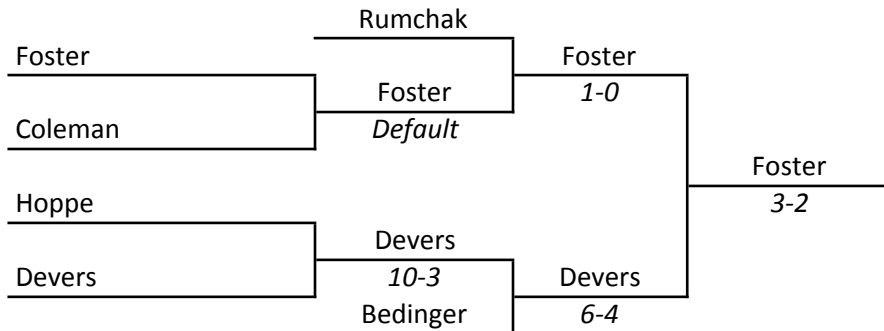 Rumchak
Foster
Foster
1-0
Foster
Default
Coleman
Foster
3-2
Hoppe
Devers
10-3
Devers
Devers
6-4
Bedinger